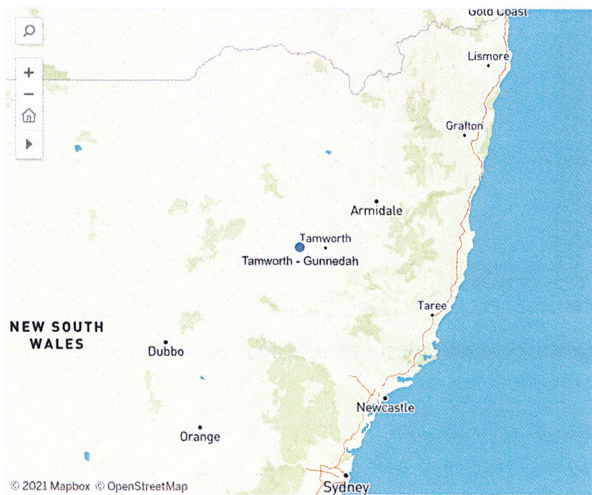 Gold Coast
Lismore
Grafton
Armidale
Tamworth
Tamworth - Gunnedah
Taree
NEW SOUTH
WALES
Dubbo
Newcastle
Orange
Sydney
© 2021 Mapbox © OpenStreetMap